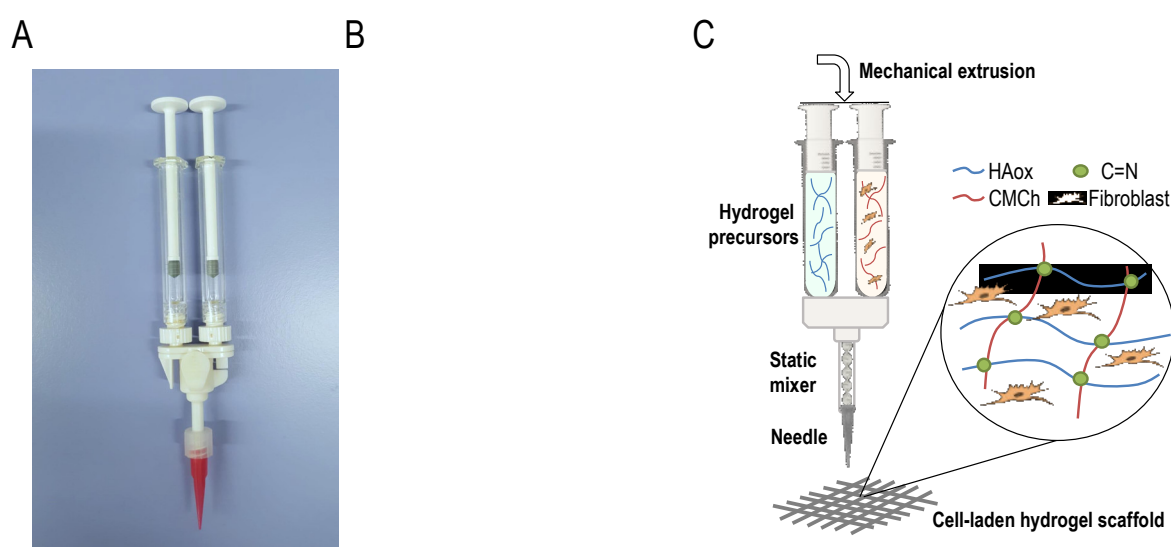 A
B
C
Mechanical extrusion
HAox
C=N
CMCh
Fibroblast
Hydrogel
precursors
Static
mixer
Needle
Cell-laden hydrogel scaffold